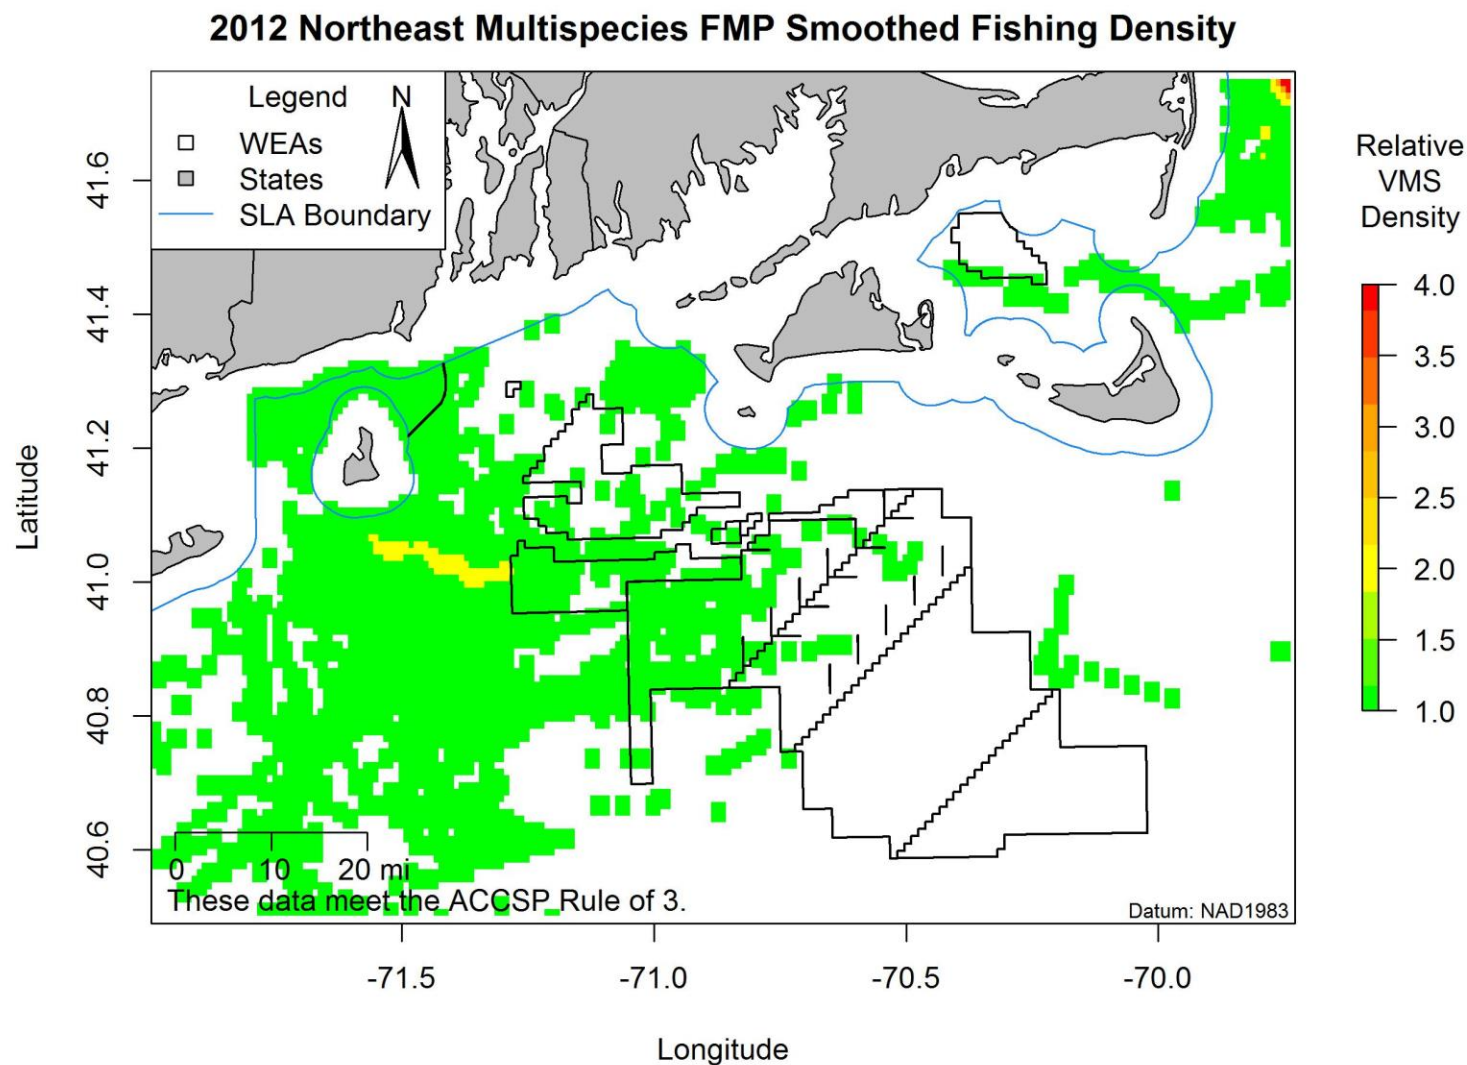 2012 Northeast Multispecies FMP Smoothed Fishing Density
Legend
N
WEAs
States
SLA Boundary
Relative
VMS
Density
4.0
3.5
3.0
2.5
2.0
1.5
1.0
Latitude
41.6
41.4
41.2
41.0
40.8
40.6
0 10 20 mi
These data meet the ACCSP Rule of 3.
Datum: NAD1983
-71.5 -71.0 -70.5 -70.0
Longitude